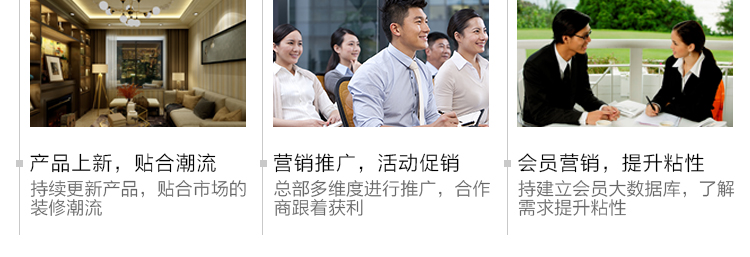 产品上新，贴合潮流
持续更新产品，贴合市场的
装修潮流
营销推广，活动促销
总部多维度进行推广，合作
商跟着获利
会员营销，提升粘性
持建立会员大数据库，了解
需求提升粘性